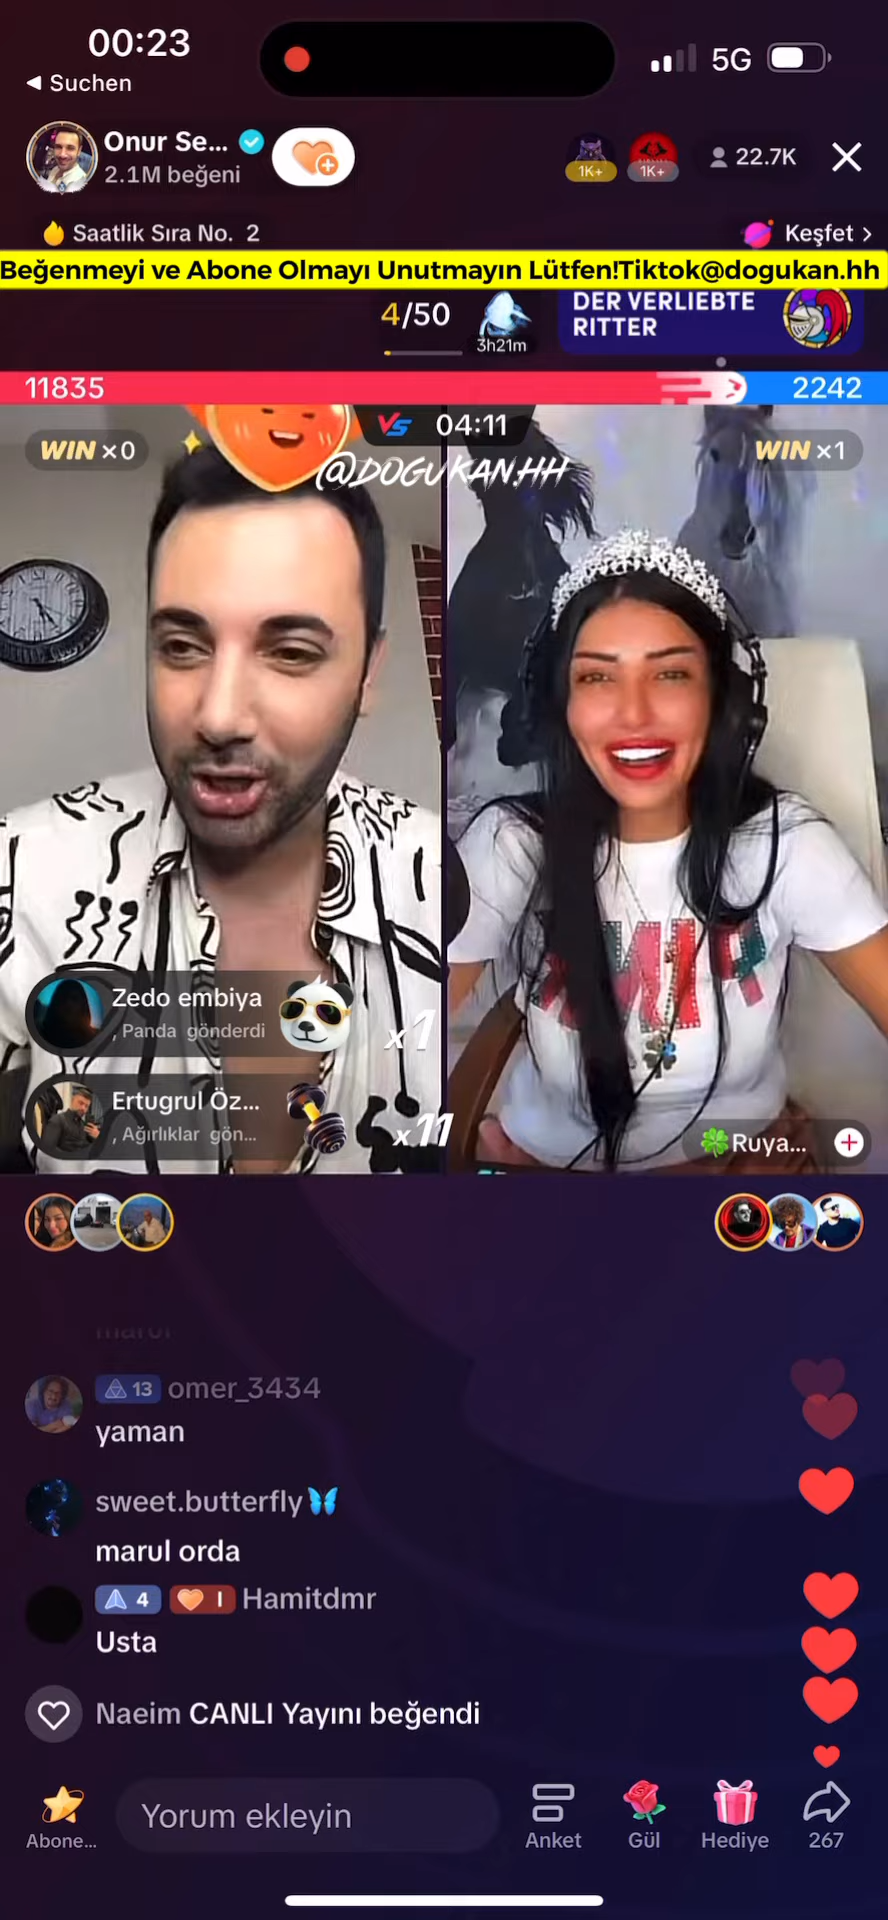 00:23
5G
◀ Suchen
Onur Se...
2.1M beğeni
1K+
1K+
22.7K
Saatlik Sıra No. 2
Keşfet >
Beğenmeyi ve Abone Olmayı Unutmayın Lütfen!Tiktok@dogukan.hh
4/50
3h21m
DER VERLIEBTE
RITTER
11835
2242
WIN x0
VS 04:11
WIN x1
@DOGUKAN.HH
Zedo embiya
, Panda gönderdi
x1
Ertugrul Öz...
, Ağırlıklar gön...
x11
Ruya...
13 omer_3434
yaman
sweet.butterfly
marul orda
4 I Hamitdmr
Usta
Naeim CANLI Yayını beğendi
Abone...
Yorum ekleyin
Anket
Gül
Hediye
267